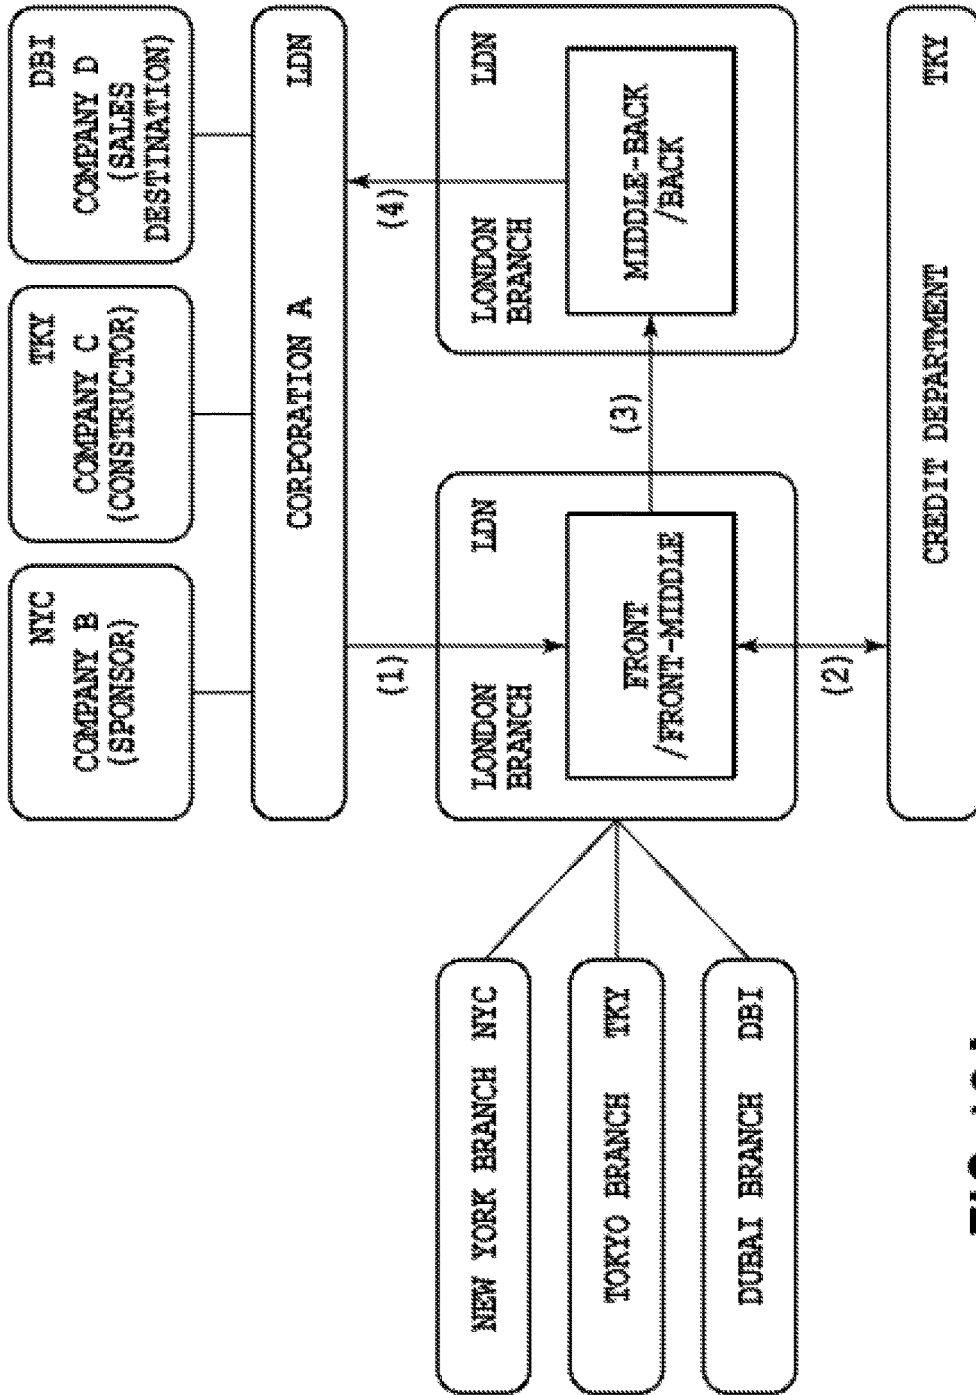 NYC
COMPANY B
(SPONSOR)
TKY
COMPANY C
(CONSTRUCTOR)
DBI
COMPANY D
(SALES
DESTINATION)
CORPORATION A
LDN
(1)
(4)
NEW YORK BRANCH NYC
TOKYO BRANCH TKY
DUBAI BRANCH DBI
LONDON
BRANCH
LDN
FRONT
/FRONT-MIDDLE
(3)
LONDON
BRANCH
LDN
MIDDLE-BACK
/BACK
(2)
CREDIT DEPARTMENT
TKY